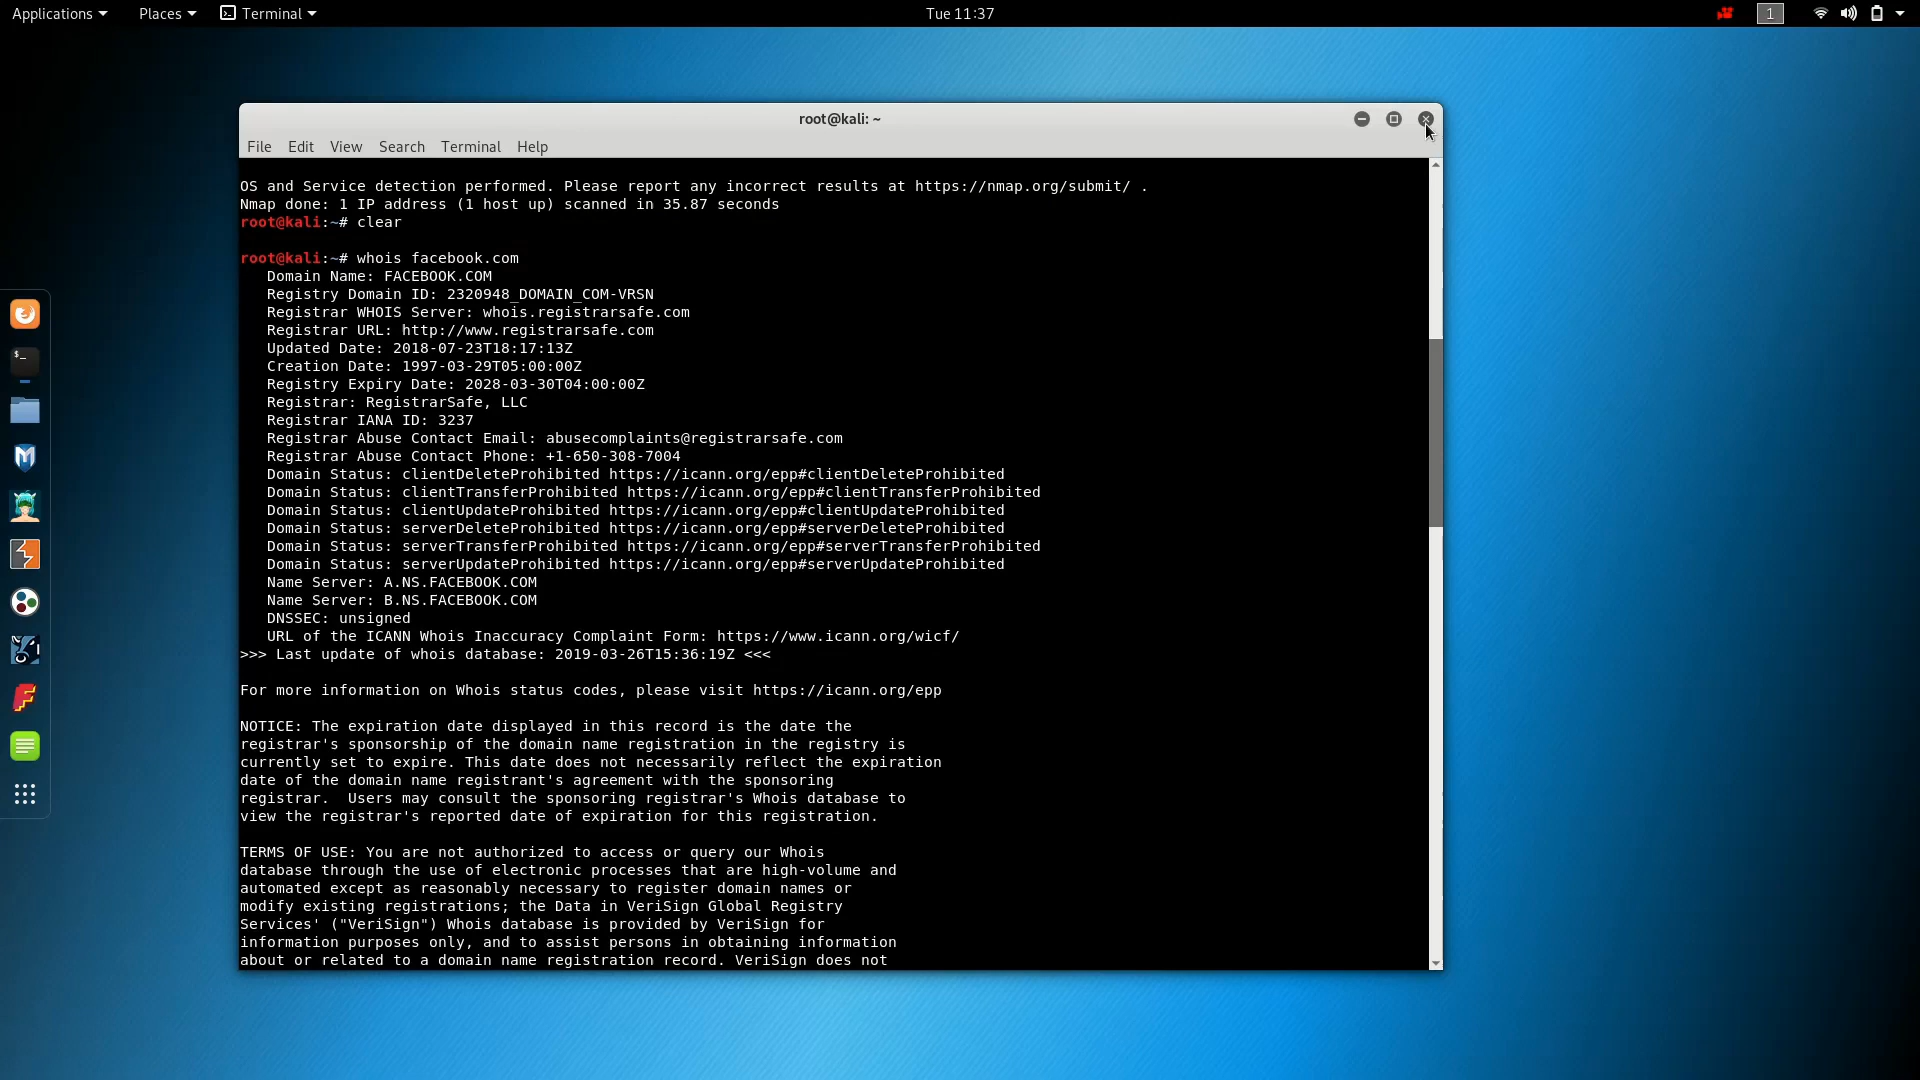 Applications Places Terminal Tue 11:37 1
root@kali: ~
File Edit View Search Terminal Help
OS and Service detection performed. Please report any incorrect results at https://nmap.org/submit/ .
Nmap done: 1 IP address (1 host up) scanned in 35.87 seconds
root@kali:~# clear
root@kali:~# whois facebook.com
Domain Name: FACEBOOK.COM
Registry Domain ID: 2320948_DOMAIN_COM-VRSN
Registrar WHOIS Server: whois.registrarsafe.com
Registrar URL: http://www.registrarsafe.com
Updated Date: 2018-07-23T18:17:13Z
Creation Date: 1997-03-29T05:00:00Z
Registry Expiry Date: 2028-03-30T04:00:00Z
Registrar: RegistrarSafe, LLC
Registrar IANA ID: 3237
Registrar Abuse Contact Email: abusecomplaints@registrarsafe.com
Registrar Abuse Contact Phone: +1-650-308-7004
Domain Status: clientDeleteProhibited https://icann.org/epp#clientDeleteProhibited
Domain Status: clientTransferProhibited https://icann.org/epp#clientTransferProhibited
Domain Status: clientUpdateProhibited https://icann.org/epp#clientUpdateProhibited
Domain Status: serverDeleteProhibited https://icann.org/epp#serverDeleteProhibited
Domain Status: serverTransferProhibited https://icann.org/epp#serverTransferProhibited
Domain Status: serverUpdateProhibited https://icann.org/epp#serverUpdateProhibited
Name Server: A.NS.FACEBOOK.COM
Name Server: B.NS.FACEBOOK.COM
DNSSEC: unsigned
URL of the ICANN Whois Inaccuracy Complaint Form: https://www.icann.org/wicf/
>>> Last update of whois database: 2019-03-26T15:36:19Z <<<
For more information on Whois status codes, please visit https://icann.org/epp
NOTICE: The expiration date displayed in this record is the date the
registrar's sponsorship of the domain name registration in the registry is
currently set to expire. This date does not necessarily reflect the expiration
date of the domain name registrant's agreement with the sponsoring
registrar.  Users may consult the sponsoring registrar's Whois database to
view the registrar's reported date of expiration for this registration.
TERMS OF USE: You are not authorized to access or query our Whois
database through the use of electronic processes that are high-volume and
automated except as reasonably necessary to register domain names or
modify existing registrations; the Data in VeriSign Global Registry
Services' ("VeriSign") Whois database is provided by VeriSign for
information purposes only, and to assist persons in obtaining information
about or related to a domain name registration record. VeriSign does not